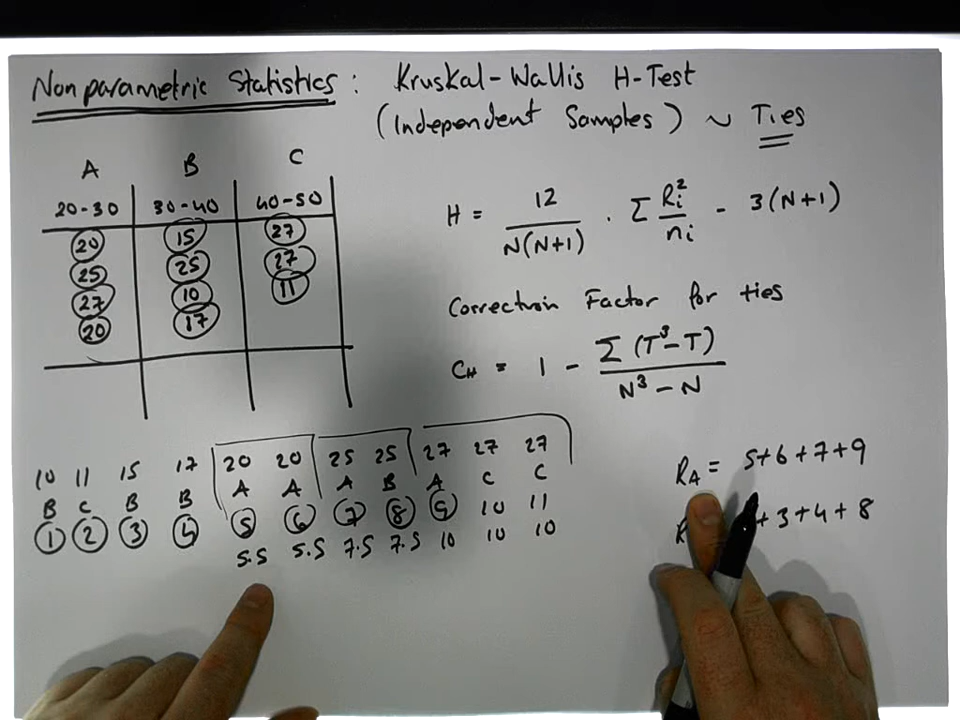 Nonparametric Statistics : Kruskal-Wallis H-Test
(Independent Samples) ~ Ties
A B C
20-30 30-40 40-50
20 15 27
25 25 27
27 10 11
20 17
H = 12 / N(N+1) . Σ Ri² / ni - 3(N+1)
Correction Factor for ties
CH = 1 - Σ (T³-T) / N³ - N
10 11 15 17 20 20 25 25 27 27 27
B C B B A A A B A C C
1 2 3 4 5 6 7 8 9 10 11
5.5 5.5 7.5 7.5 10 10 10
RA = 5+6+7+9
R +3+4+8